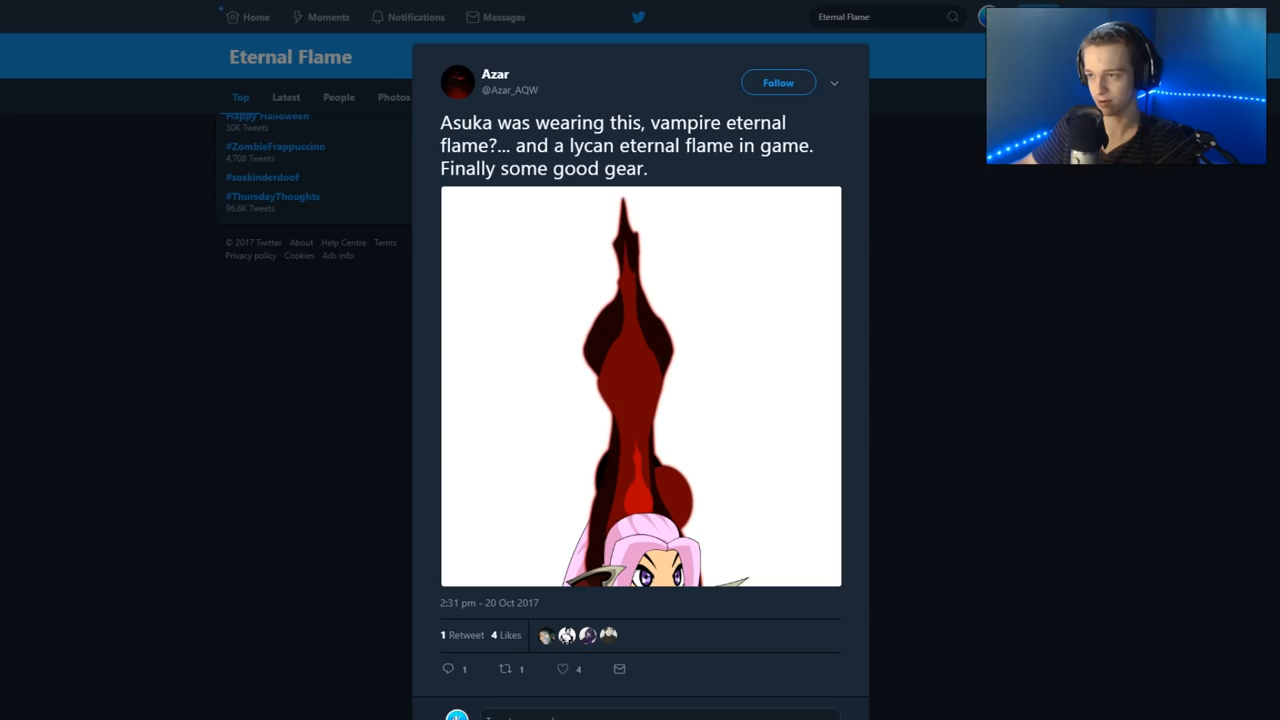 Home
Moments
Notifications
Messages
Eternal Flame
Eternal Flame
Top
Latest
People
Photos
Happy Halloween
30K Tweets
#ZombieFrappuccino
4,706 Tweets
#soskinderdoof
#ThursdayThoughts
96.6K Tweets
© 2017 Twitter About Help Centre Terms
Privacy policy Cookies Ads info
Azar
@Azar_AQW
Follow
Asuka was wearing this, vampire eternal
flame?... and a lycan eternal flame in game.
Finally some good gear.
2:31 pm - 20 Oct 2017
1 Retweet 4 Likes
1
1
4